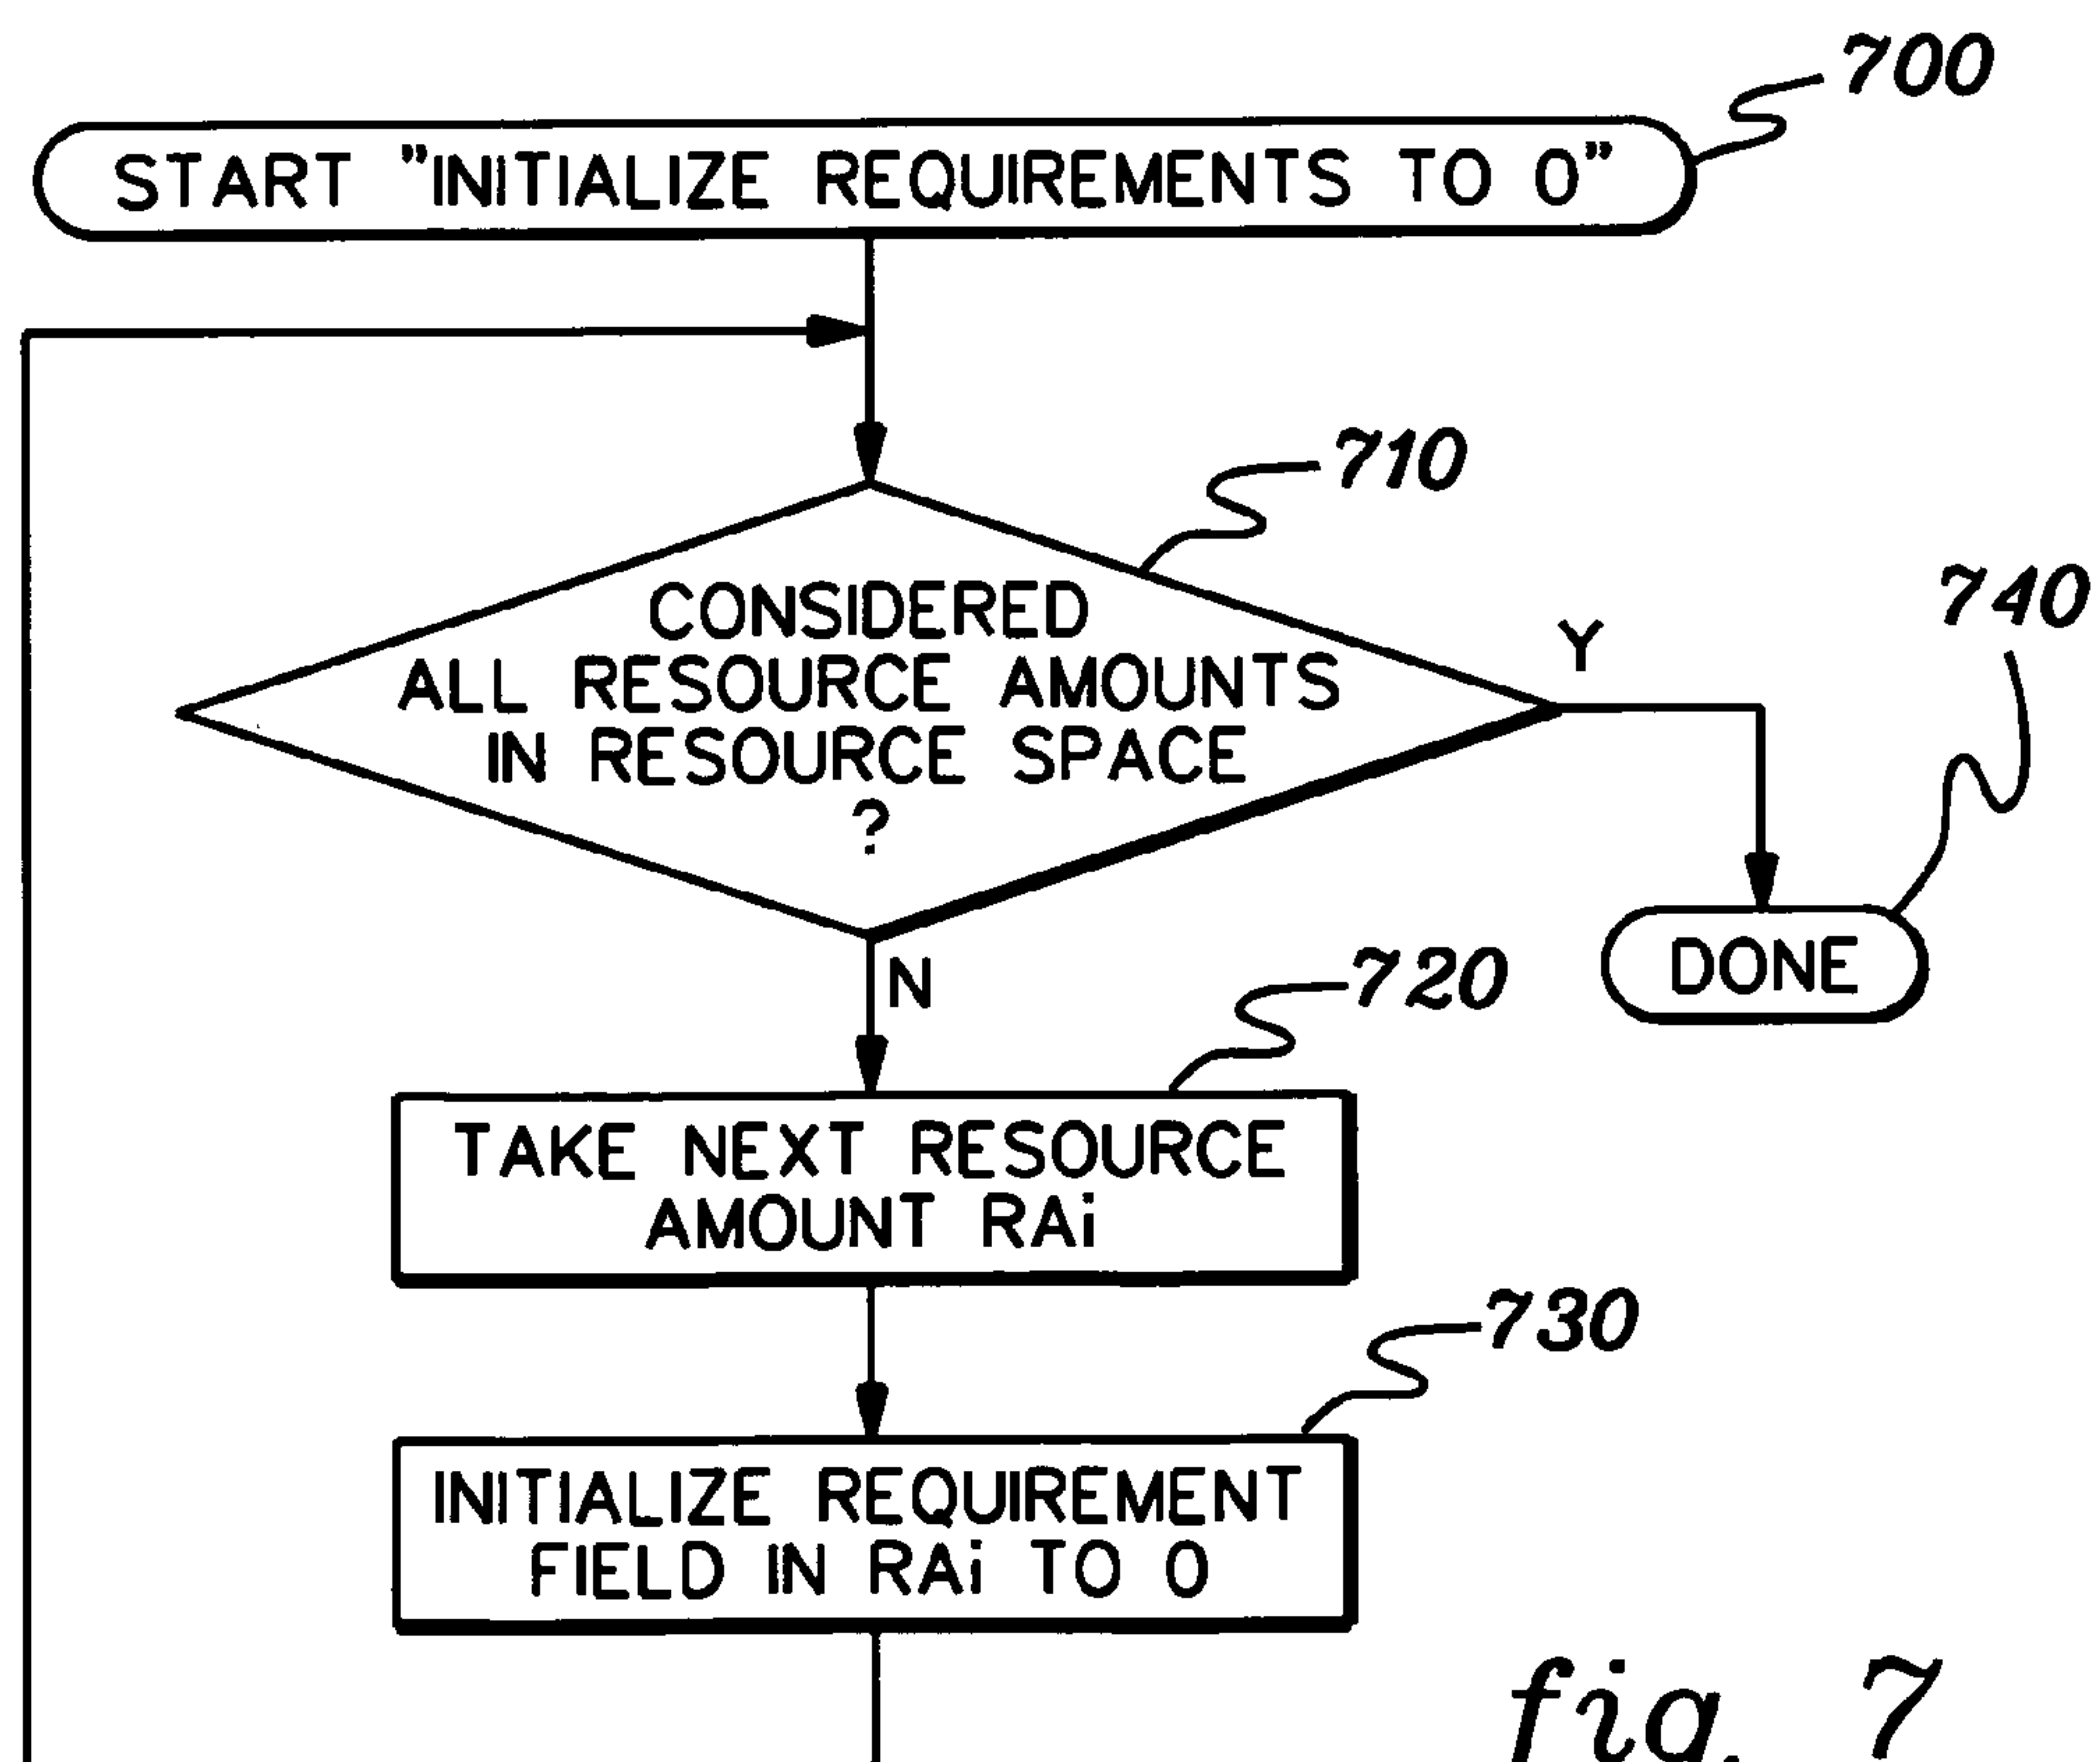 700
START "INITIALIZE REQUIREMENTS TO 0"
710
CONSIDERED
ALL RESOURCE AMOUNTS
IN RESOURCE SPACE
?
Y
740
DONE
N
720
TAKE NEXT RESOURCE
AMOUNT RAi
730
INITIALIZE REQUIREMENT
FIELD IN RAi TO 0
fig. 7